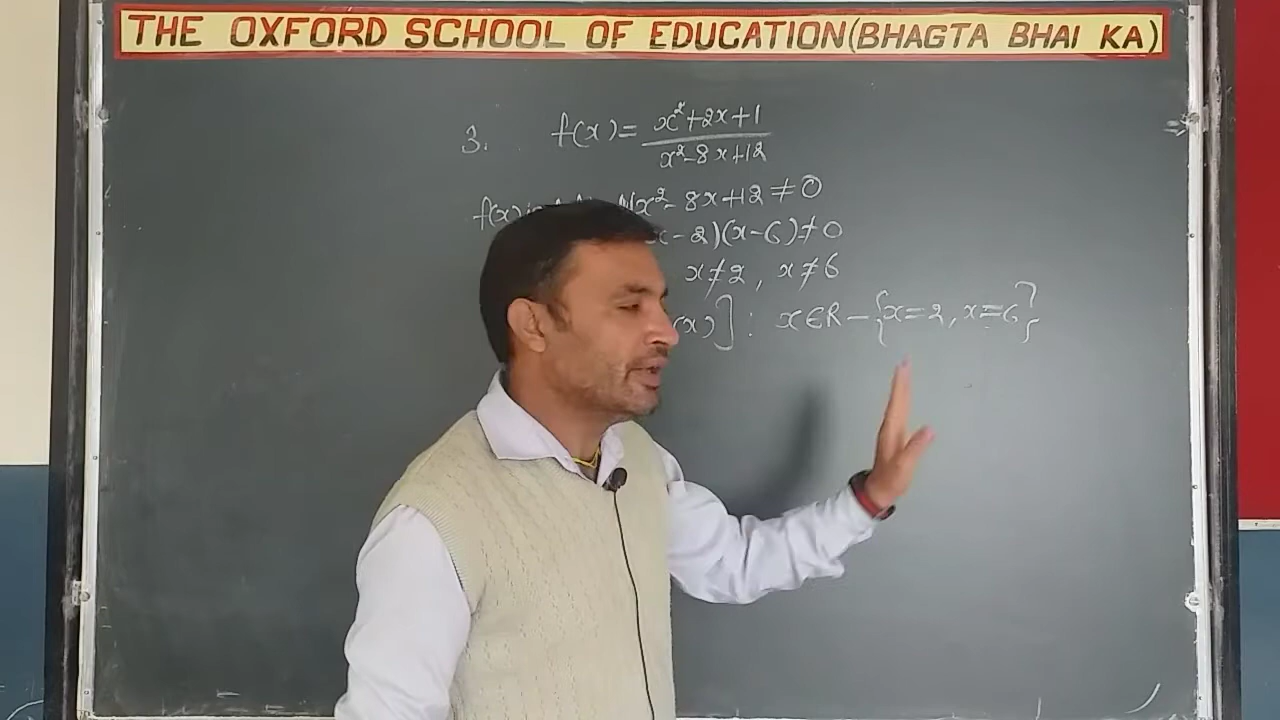 THE OXFORD SCHOOL OF EDUCATION(BHAGTA BHAI KA)
3. f(x)= x²+2x+1
x²-8x+12
f(x) x²- 8x+12 ≠ 0
x-2)(x-6)≠0
x≠2, x≠6
(x)] : x∈R-{x=2,x=6}